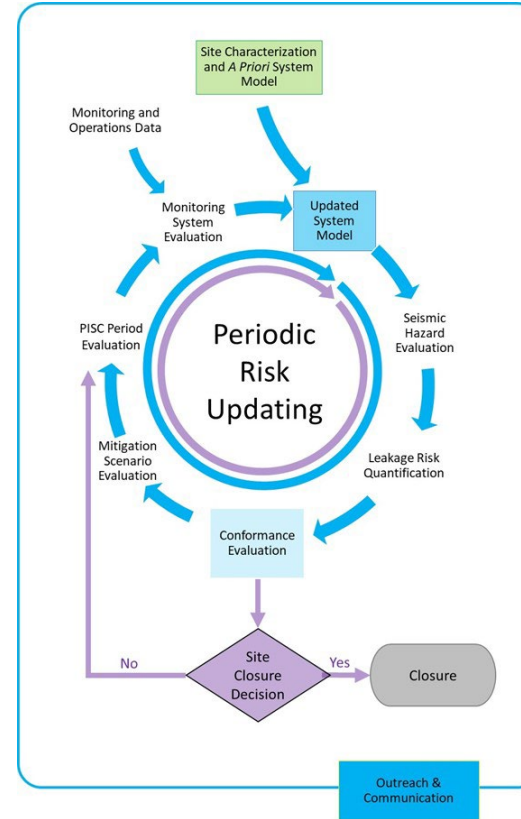 Site Characterization
and A Priori System
Model
Monitoring and
Operations Data
Monitoring
System
Evaluation
Updated
System
Model
Seismic
Hazard
Evaluation
PISC Period
Evaluation
Periodic
Risk
Updating
Mitigation
Scenario
Evaluation
Leakage Risk
Quantification
Conformance
Evaluation
No
Site
Closure
Decision
Yes
Closure
Outreach &
Communication